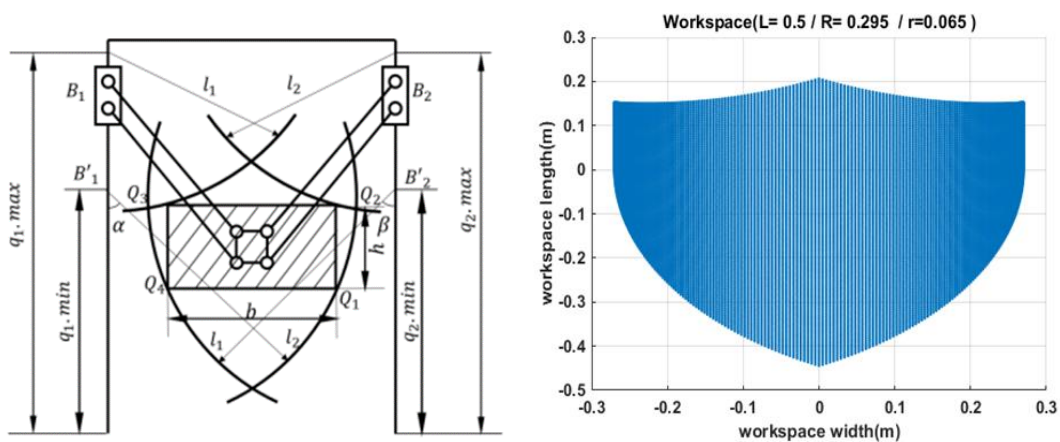 l₁
l₂
B₁
B₂
B'₁
B'₂
Q₃
Q₂
α
β
h
q₁. max
q₂. max
Q₄
Q₁
b
q₁. min
q₂. min
l₁
l₂
Workspace(L= 0.5 / R= 0.295 / r=0.065 )
0.3
0.2
0.1
0
-0.1
-0.2
-0.3
-0.4
-0.5
workspace length(m)
-0.3
-0.2
-0.1
0
0.1
0.2
0.3
workspace width(m)